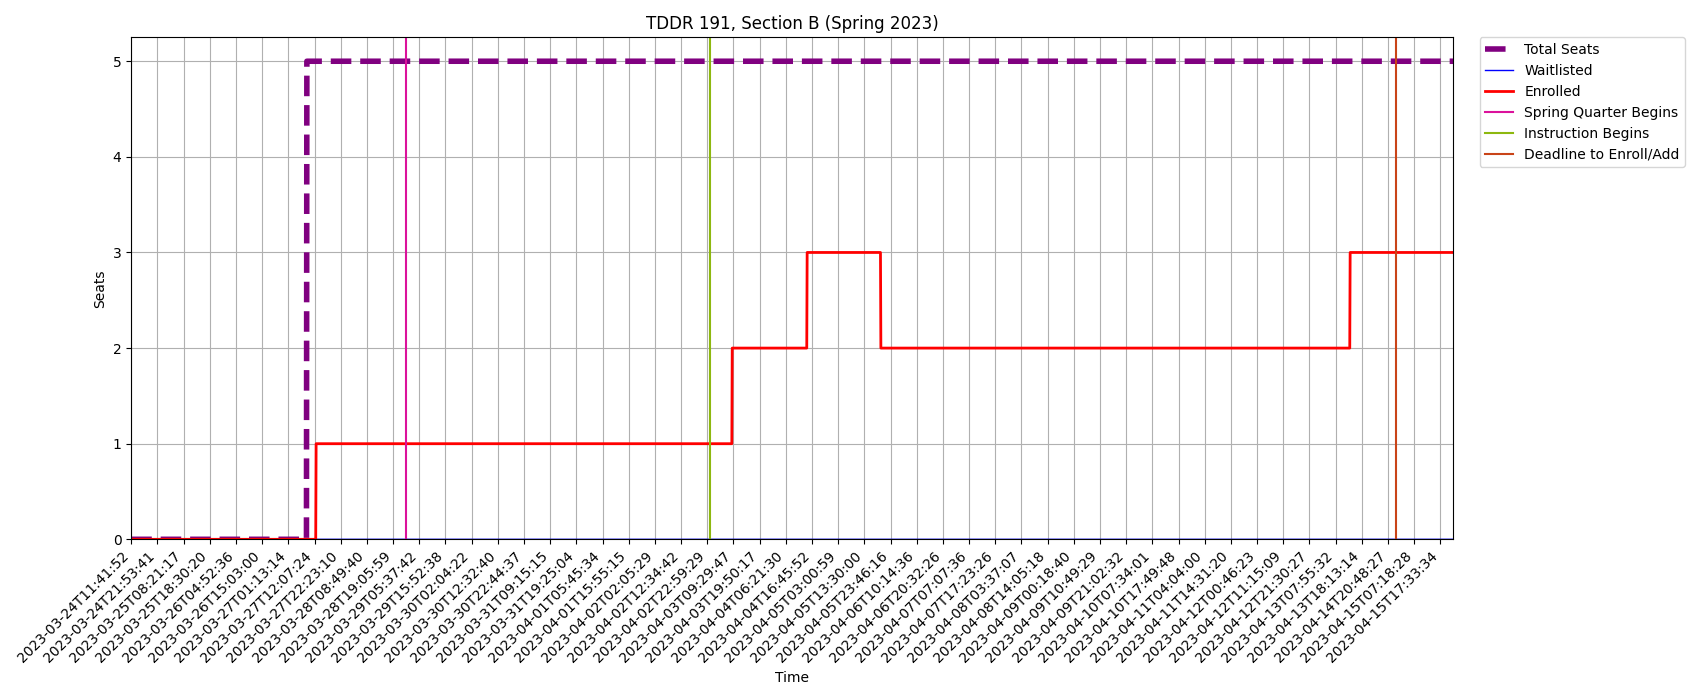 TDDR 191, Section B (Spring 2023)
Total Seats
Waitlisted
Enrolled
Spring Quarter Begins
Instruction Begins
Deadline to Enroll/Add
Seats
5
4
3
2
1
0
2023-03-24T11:41:52
2023-03-24T21:53:41
2023-03-25T08:21:17
2023-03-25T18:30:20
2023-03-26T04:52:36
2023-03-26T15:03:00
2023-03-27T01:13:14
2023-03-27T12:07:24
2023-03-27T22:23:10
2023-03-28T08:49:40
2023-03-28T19:05:59
2023-03-29T05:37:42
2023-03-29T15:52:38
2023-03-30T02:04:22
2023-03-30T12:32:40
2023-03-30T22:44:37
2023-03-31T09:15:15
2023-03-31T19:25:04
2023-04-01T05:45:34
2023-04-01T15:55:15
2023-04-02T02:05:29
2023-04-02T12:34:42
2023-04-02T22:59:29
2023-04-03T09:29:47
2023-04-03T19:50:17
2023-04-04T06:21:30
2023-04-04T16:45:52
2023-04-05T03:00:59
2023-04-05T13:30:00
2023-04-05T23:46:16
2023-04-06T10:14:36
2023-04-06T20:32:26
2023-04-07T07:07:36
2023-04-07T17:23:26
2023-04-08T03:37:07
2023-04-08T14:05:18
2023-04-09T00:18:40
2023-04-09T10:49:29
2023-04-09T21:02:32
2023-04-10T07:34:01
2023-04-10T17:49:48
2023-04-11T04:04:00
2023-04-11T14:31:20
2023-04-12T00:46:23
2023-04-12T11:15:09
2023-04-12T21:30:27
2023-04-13T07:55:32
2023-04-13T18:13:14
2023-04-14T20:48:27
2023-04-15T07:18:28
2023-04-15T17:33:34
Time